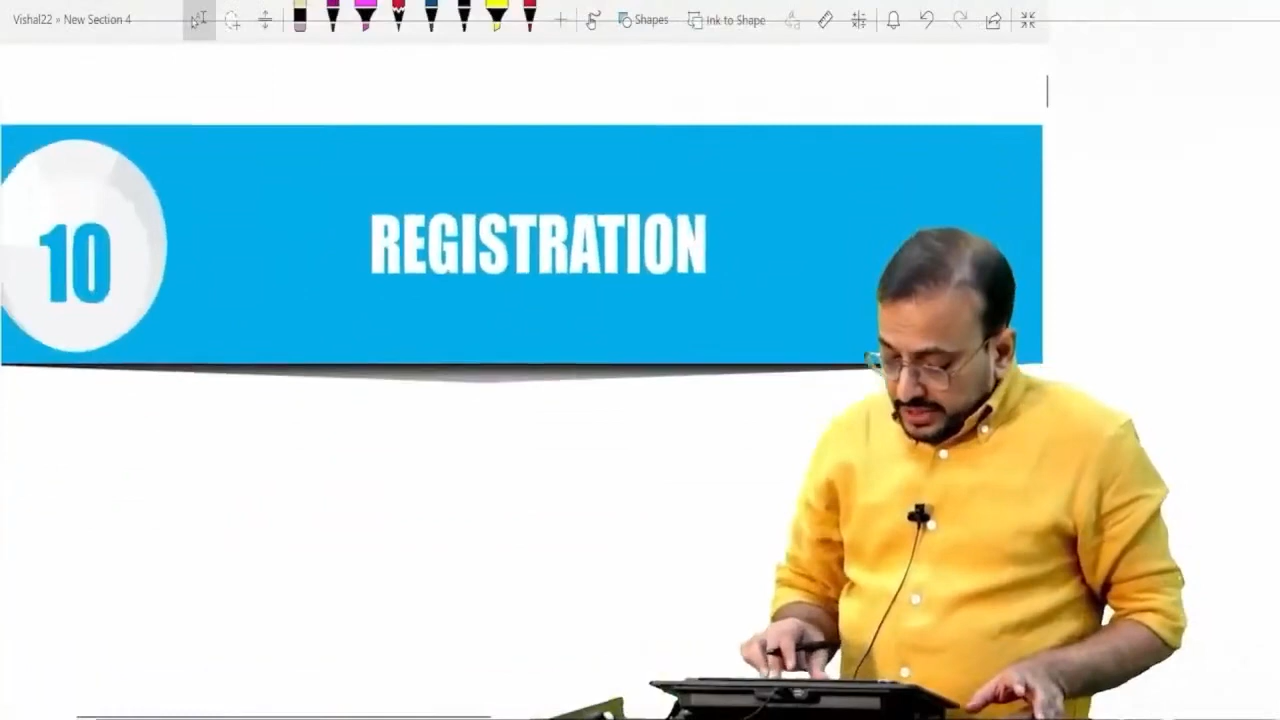 Vishal22 » New Section 4
Shapes
Ink to Shape
10
REGISTRATION